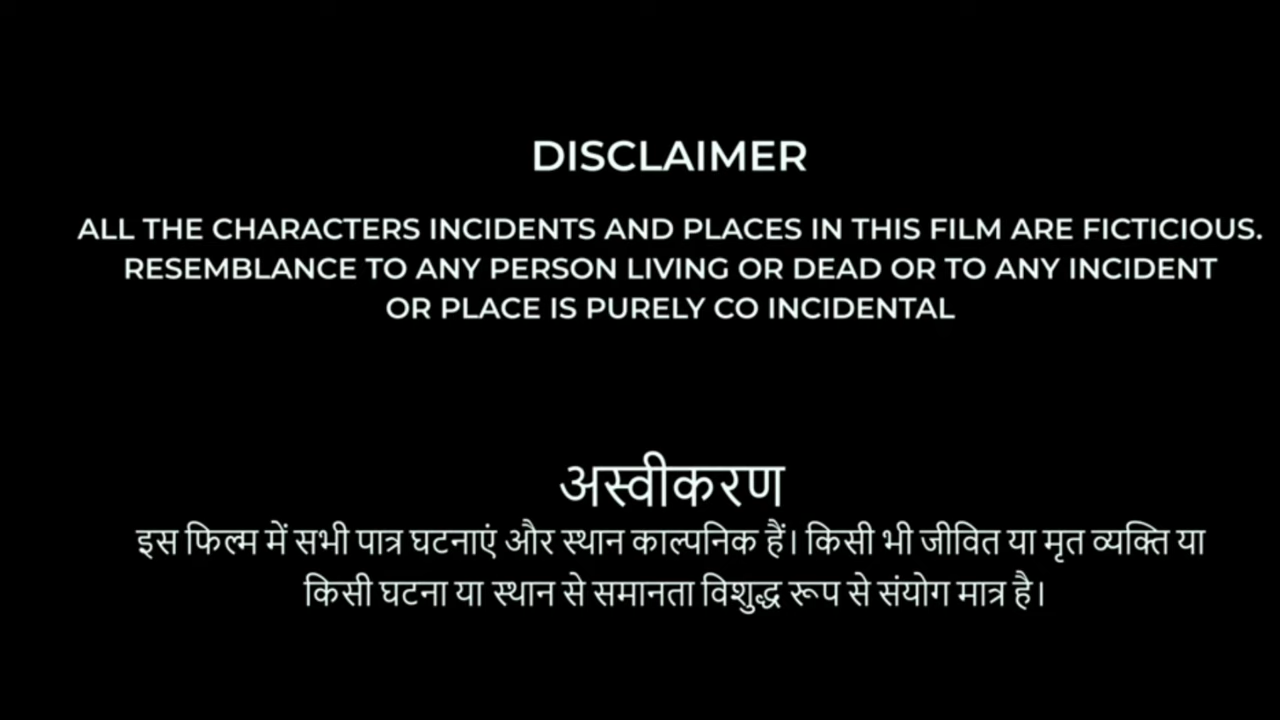 DISCLAIMER
ALL THE CHARACTERS INCIDENTS AND PLACES IN THIS FILM ARE FICTICIOUS.
RESEMBLANCE TO ANY PERSON LIVING OR DEAD OR TO ANY INCIDENT
OR PLACE IS PURELY CO INCIDENTAL
अस्वीकरण
इस फिल्म में सभी पात्र घटनाएं और स्थान काल्पनिक हैं। किसी भी जीवित या मृत व्यक्ति या
किसी घटना या स्थान से समानता विशुद्ध रूप से संयोग मात्र है।